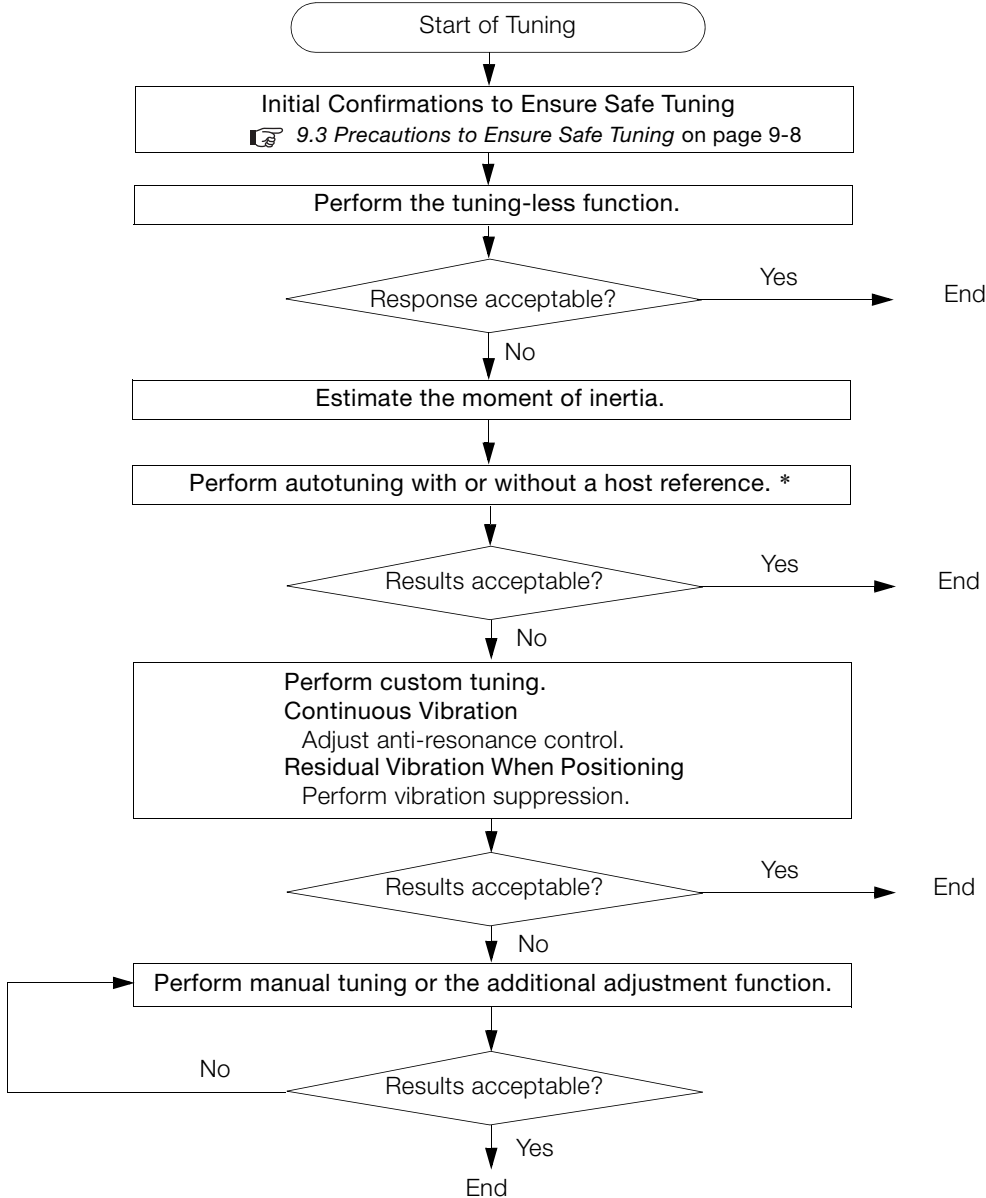 Start of Tuning
Initial Confirmations to Ensure Safe Tuning
9.3 Precautions to Ensure Safe Tuning on page 9-8
Perform the tuning-less function.
Response acceptable?
Yes
End
No
Estimate the moment of inertia.
Perform autotuning with or without a host reference. *
Results acceptable?
Yes
End
No
Perform custom tuning.
Continuous Vibration
Adjust anti-resonance control.
Residual Vibration When Positioning
Perform vibration suppression.
Results acceptable?
Yes
End
No
Perform manual tuning or the additional adjustment function.
Results acceptable?
No
Yes
End